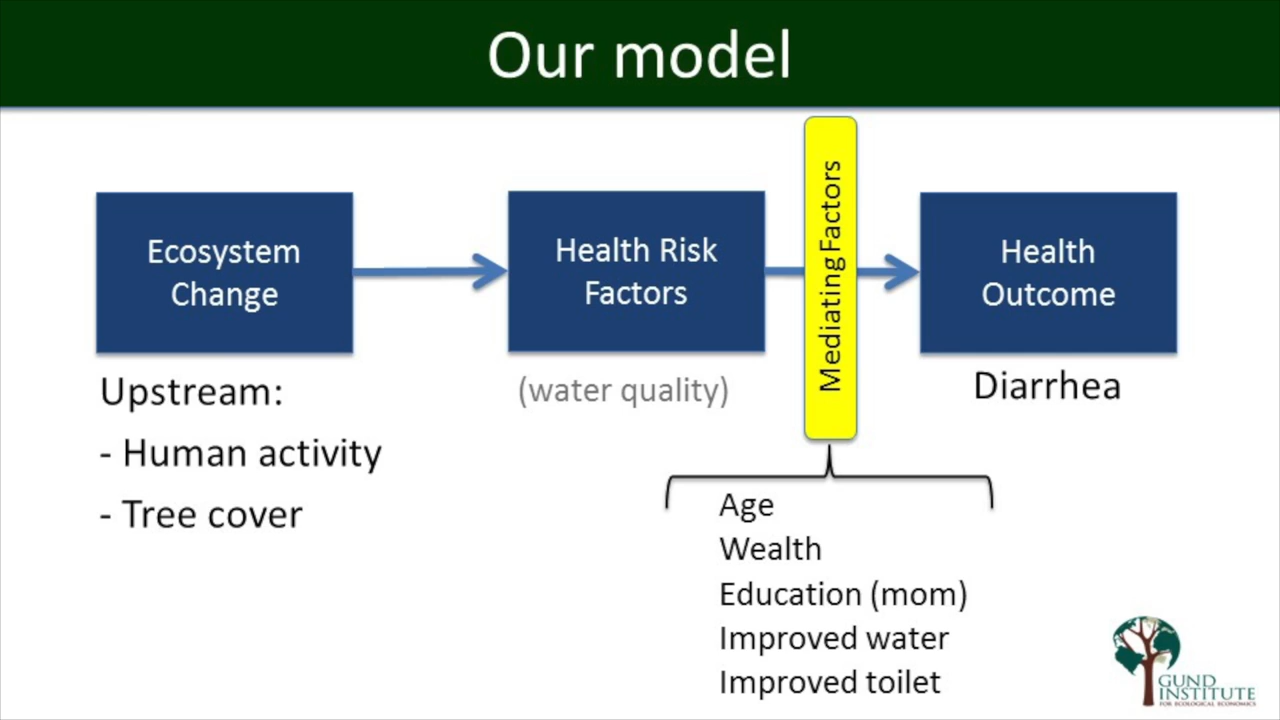 Our model
Ecosystem
Change
Health Risk
Factors
Mediating Factors
Health
Outcome
Upstream:
- Human activity
- Tree cover
(water quality)
Diarrhea
Age
Wealth
Education (mom)
Improved water
Improved toilet
GUND
INSTITUTE
FOR ECOLOGICAL ECONOMICS